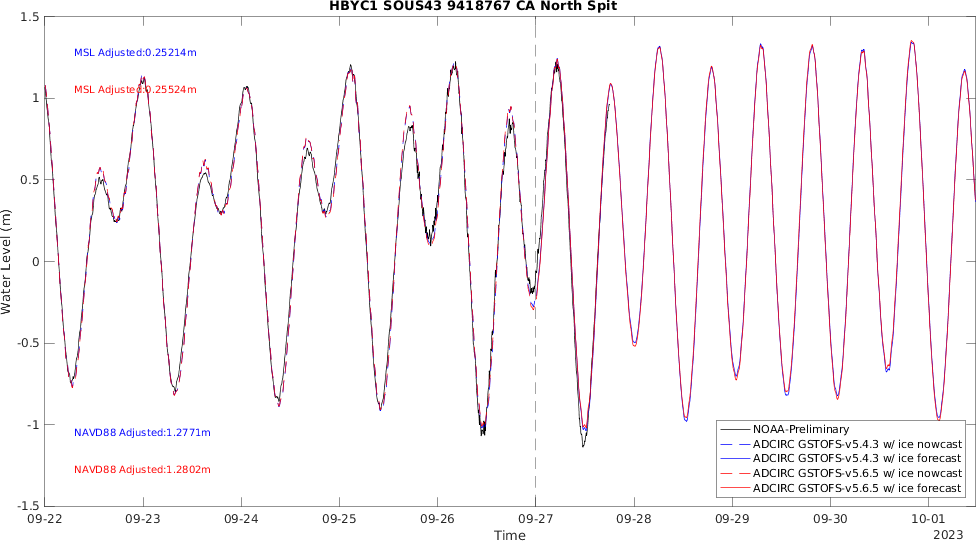 HBYC1 SOUS43 9418767 CA North Spit
1.5
1
0.5
0
-0.5
-1
-1.5
Water Level (m)
MSL Adjusted:0.25214m
MSL Adjusted:0.25524m
NAVD88 Adjusted:1.2771m
NAVD88 Adjusted:1.2802m
NOAA-Preliminary
ADCIRC GSTOFS-v5.4.3 w/ ice nowcast
ADCIRC GSTOFS-v5.4.3 w/ ice forecast
ADCIRC GSTOFS-v5.6.5 w/ ice nowcast
ADCIRC GSTOFS-v5.6.5 w/ ice forecast
09-22 09-23 09-24 09-25 09-26 09-27 09-28 09-29 09-30 10-01
Time
2023